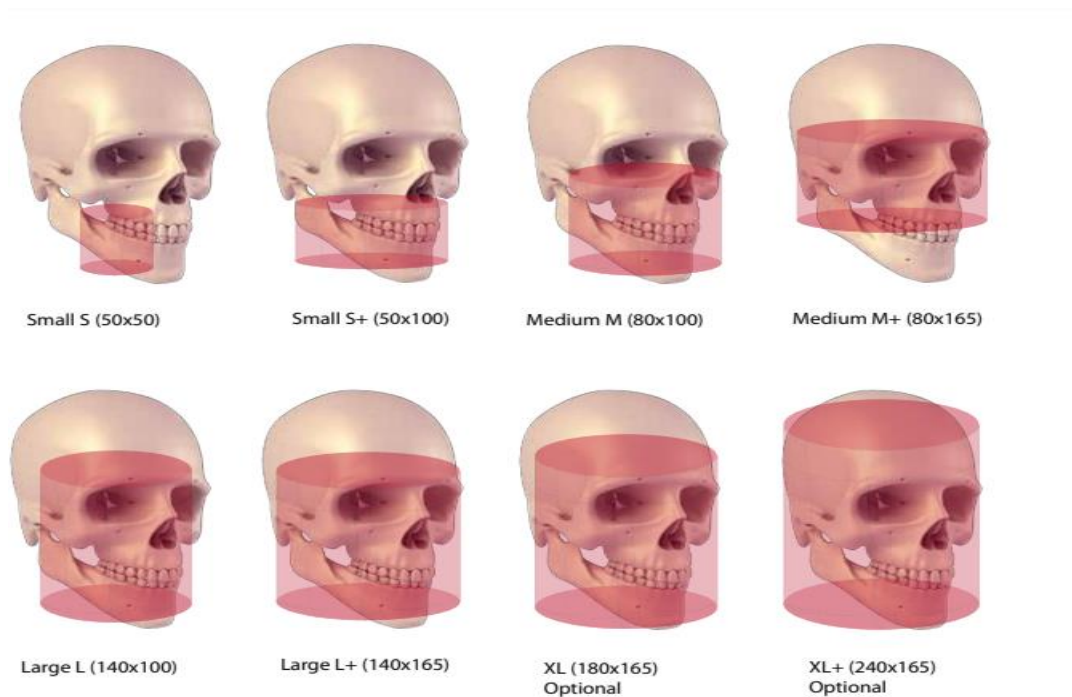 Small S (50x50)
Small S+ (50x100)
Medium M (80x100)
Medium M+ (80x165)
Large L (140x100)
Large L+ (140x165)
XL (180x165)
Optional
XL+ (240x165)
Optional